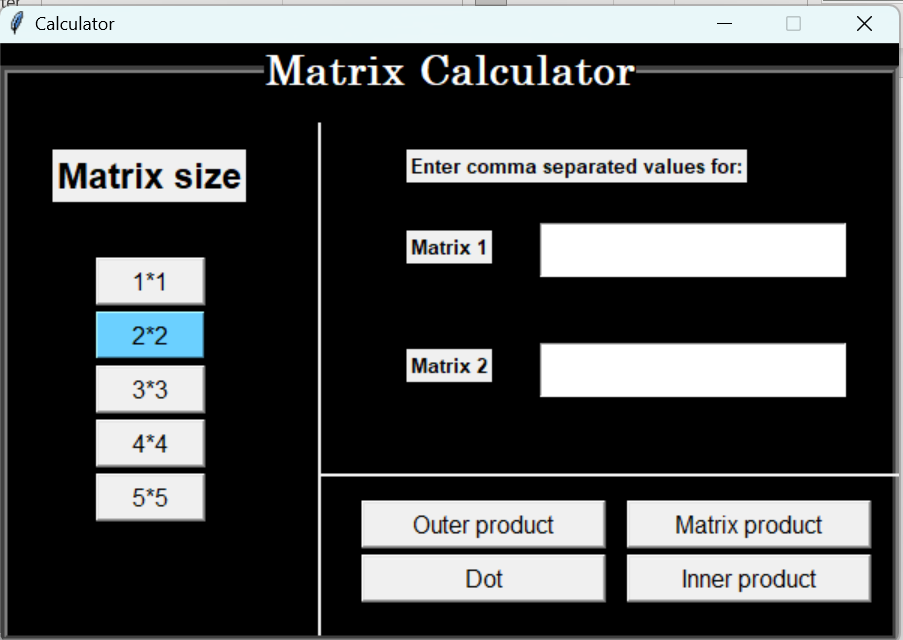 Calculator
Matrix Calculator
Matrix size
1*1
2*2
3*3
4*4
5*5
Enter comma separated values for:
Matrix 1
Matrix 2
Outer product
Matrix product
Dot
Inner product